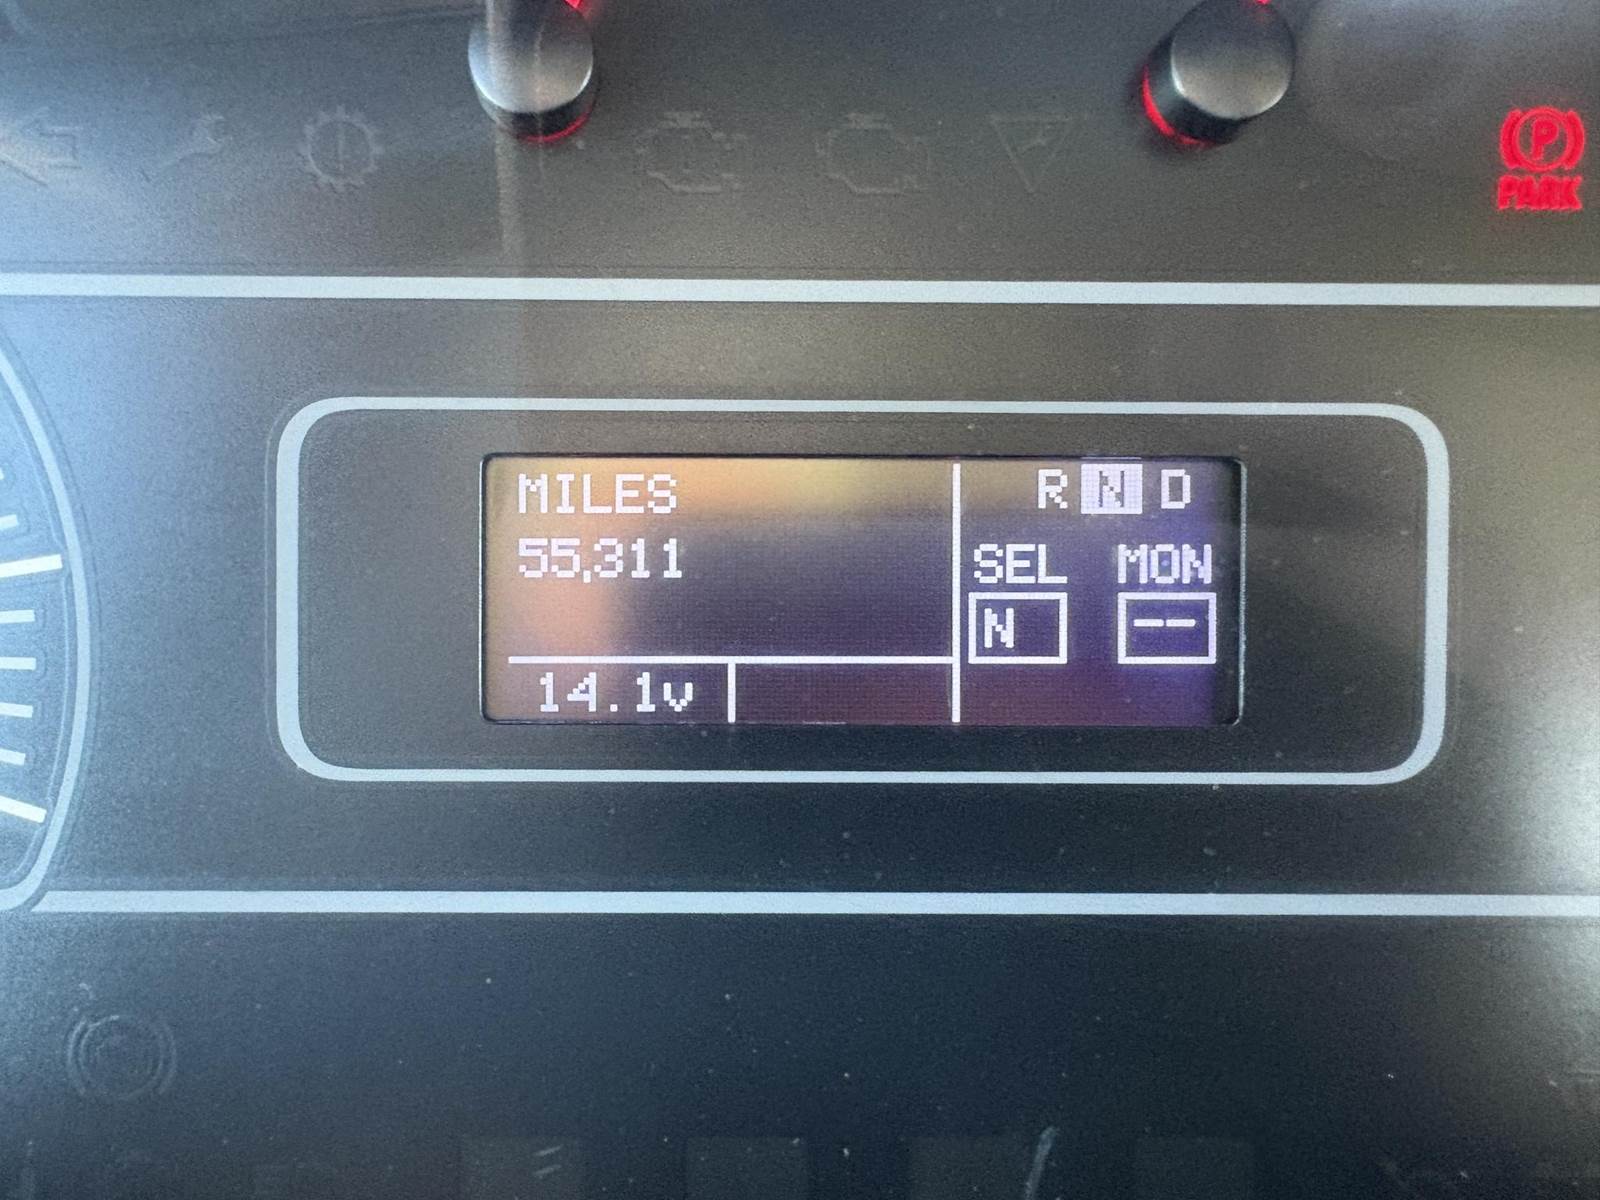 P
PARK
MILES
55,311
14.1v
R N D
SEL MON
N --